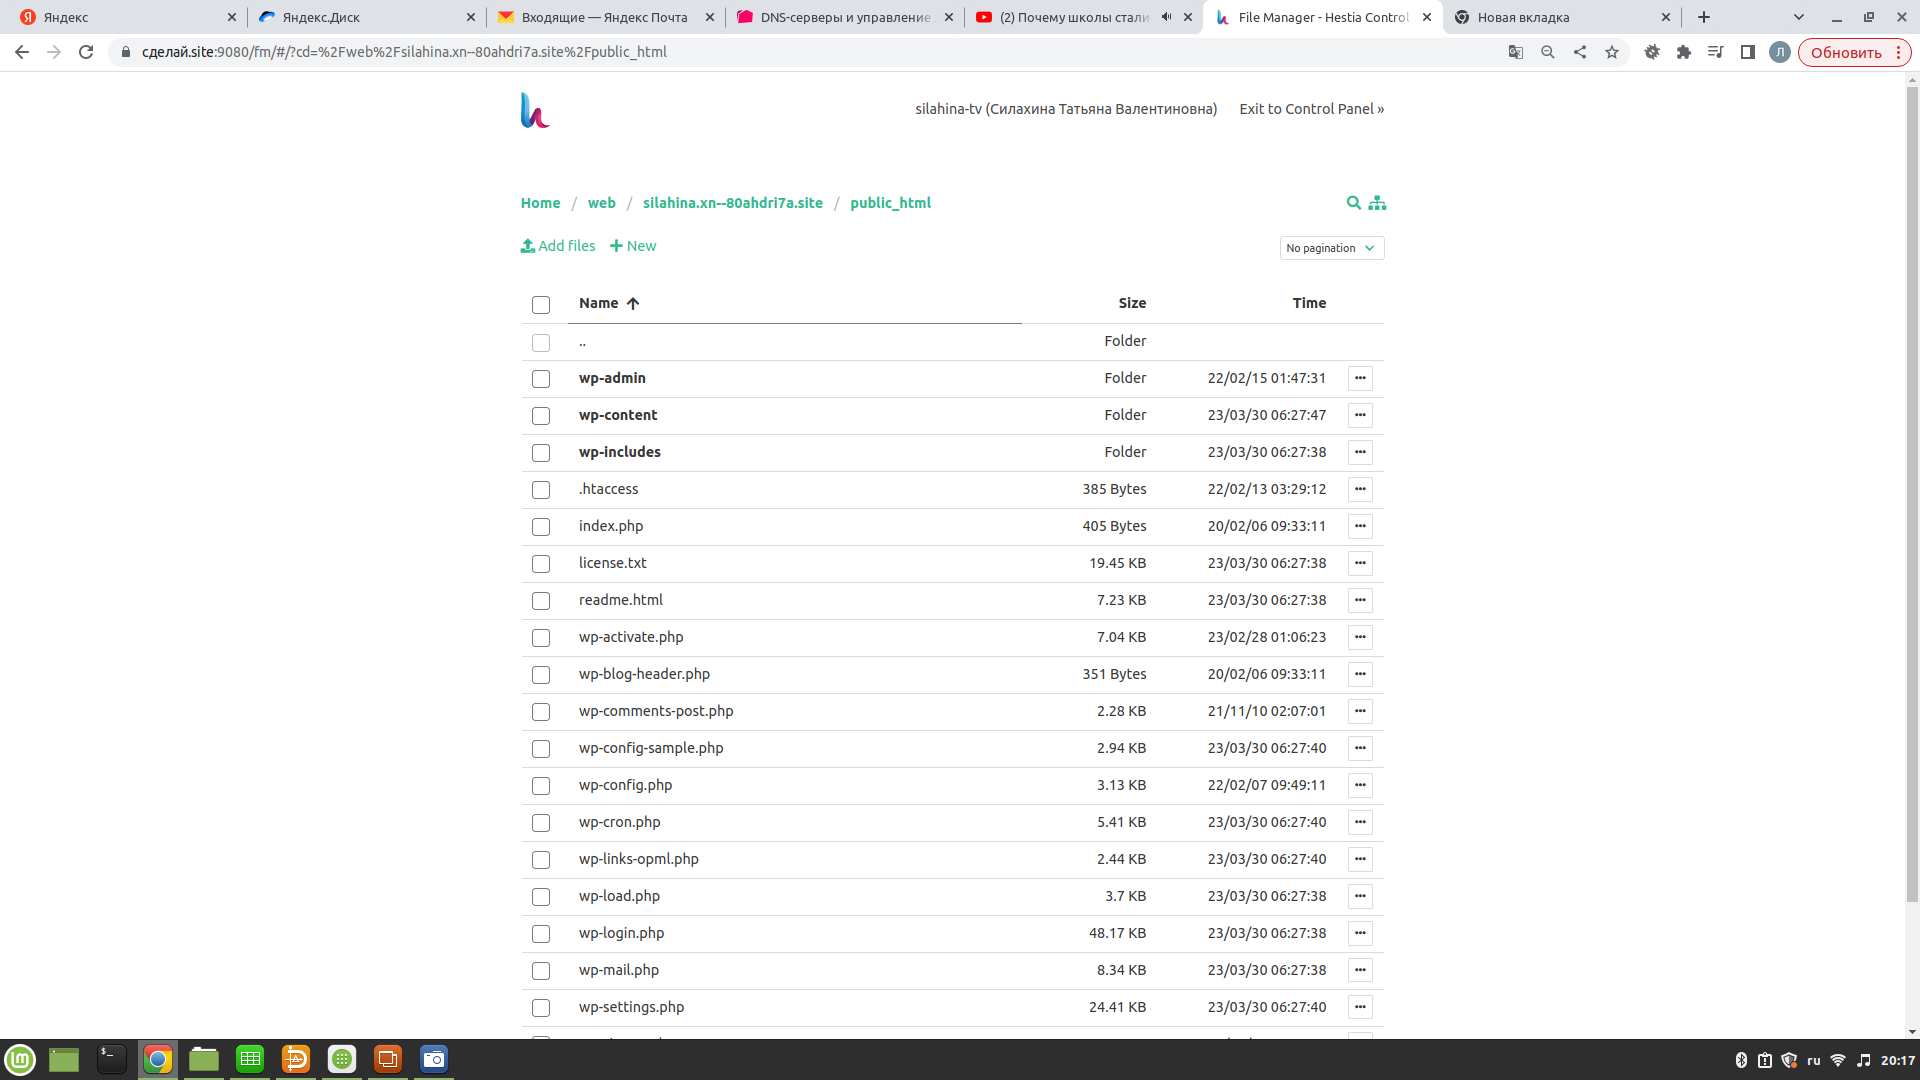 Яндекс
Яндекс.Диск
Входящие — Яндекс Почта
DNS-серверы и управление
(2) Почему школы стали
File Manager - Hestia Control
Новая вкладка
сделай.site:9080/fm/#/?cd=%2Fweb%2Fsilahina.xn--80ahdri7a.site%2Fpublic_html
Л
Обновить
silahina-tv (Силахина Татьяна Валентиновна)
Exit to Control Panel »
Home / web / silahina.xn--80ahdri7a.site / public_html
Add files
New
No pagination
Name Size Time
.. Folder
wp-admin Folder 22/02/15 01:47:31
wp-content Folder 23/03/30 06:27:47
wp-includes Folder 23/03/30 06:27:38
.htaccess 385 Bytes 22/02/13 03:29:12
index.php 405 Bytes 20/02/06 09:33:11
license.txt 19.45 KB 23/03/30 06:27:38
readme.html 7.23 KB 23/03/30 06:27:38
wp-activate.php 7.04 KB 23/02/28 01:06:23
wp-blog-header.php 351 Bytes 20/02/06 09:33:11
wp-comments-post.php 2.28 KB 21/11/10 02:07:01
wp-config-sample.php 2.94 KB 23/03/30 06:27:40
wp-config.php 3.13 KB 22/02/07 09:49:11
wp-cron.php 5.41 KB 23/03/30 06:27:40
wp-links-opml.php 2.44 KB 23/03/30 06:27:40
wp-load.php 3.7 KB 23/03/30 06:27:38
wp-login.php 48.17 KB 23/03/30 06:27:38
wp-mail.php 8.34 KB 23/03/30 06:27:38
wp-settings.php 24.41 KB 23/03/30 06:27:40
ru
20:17